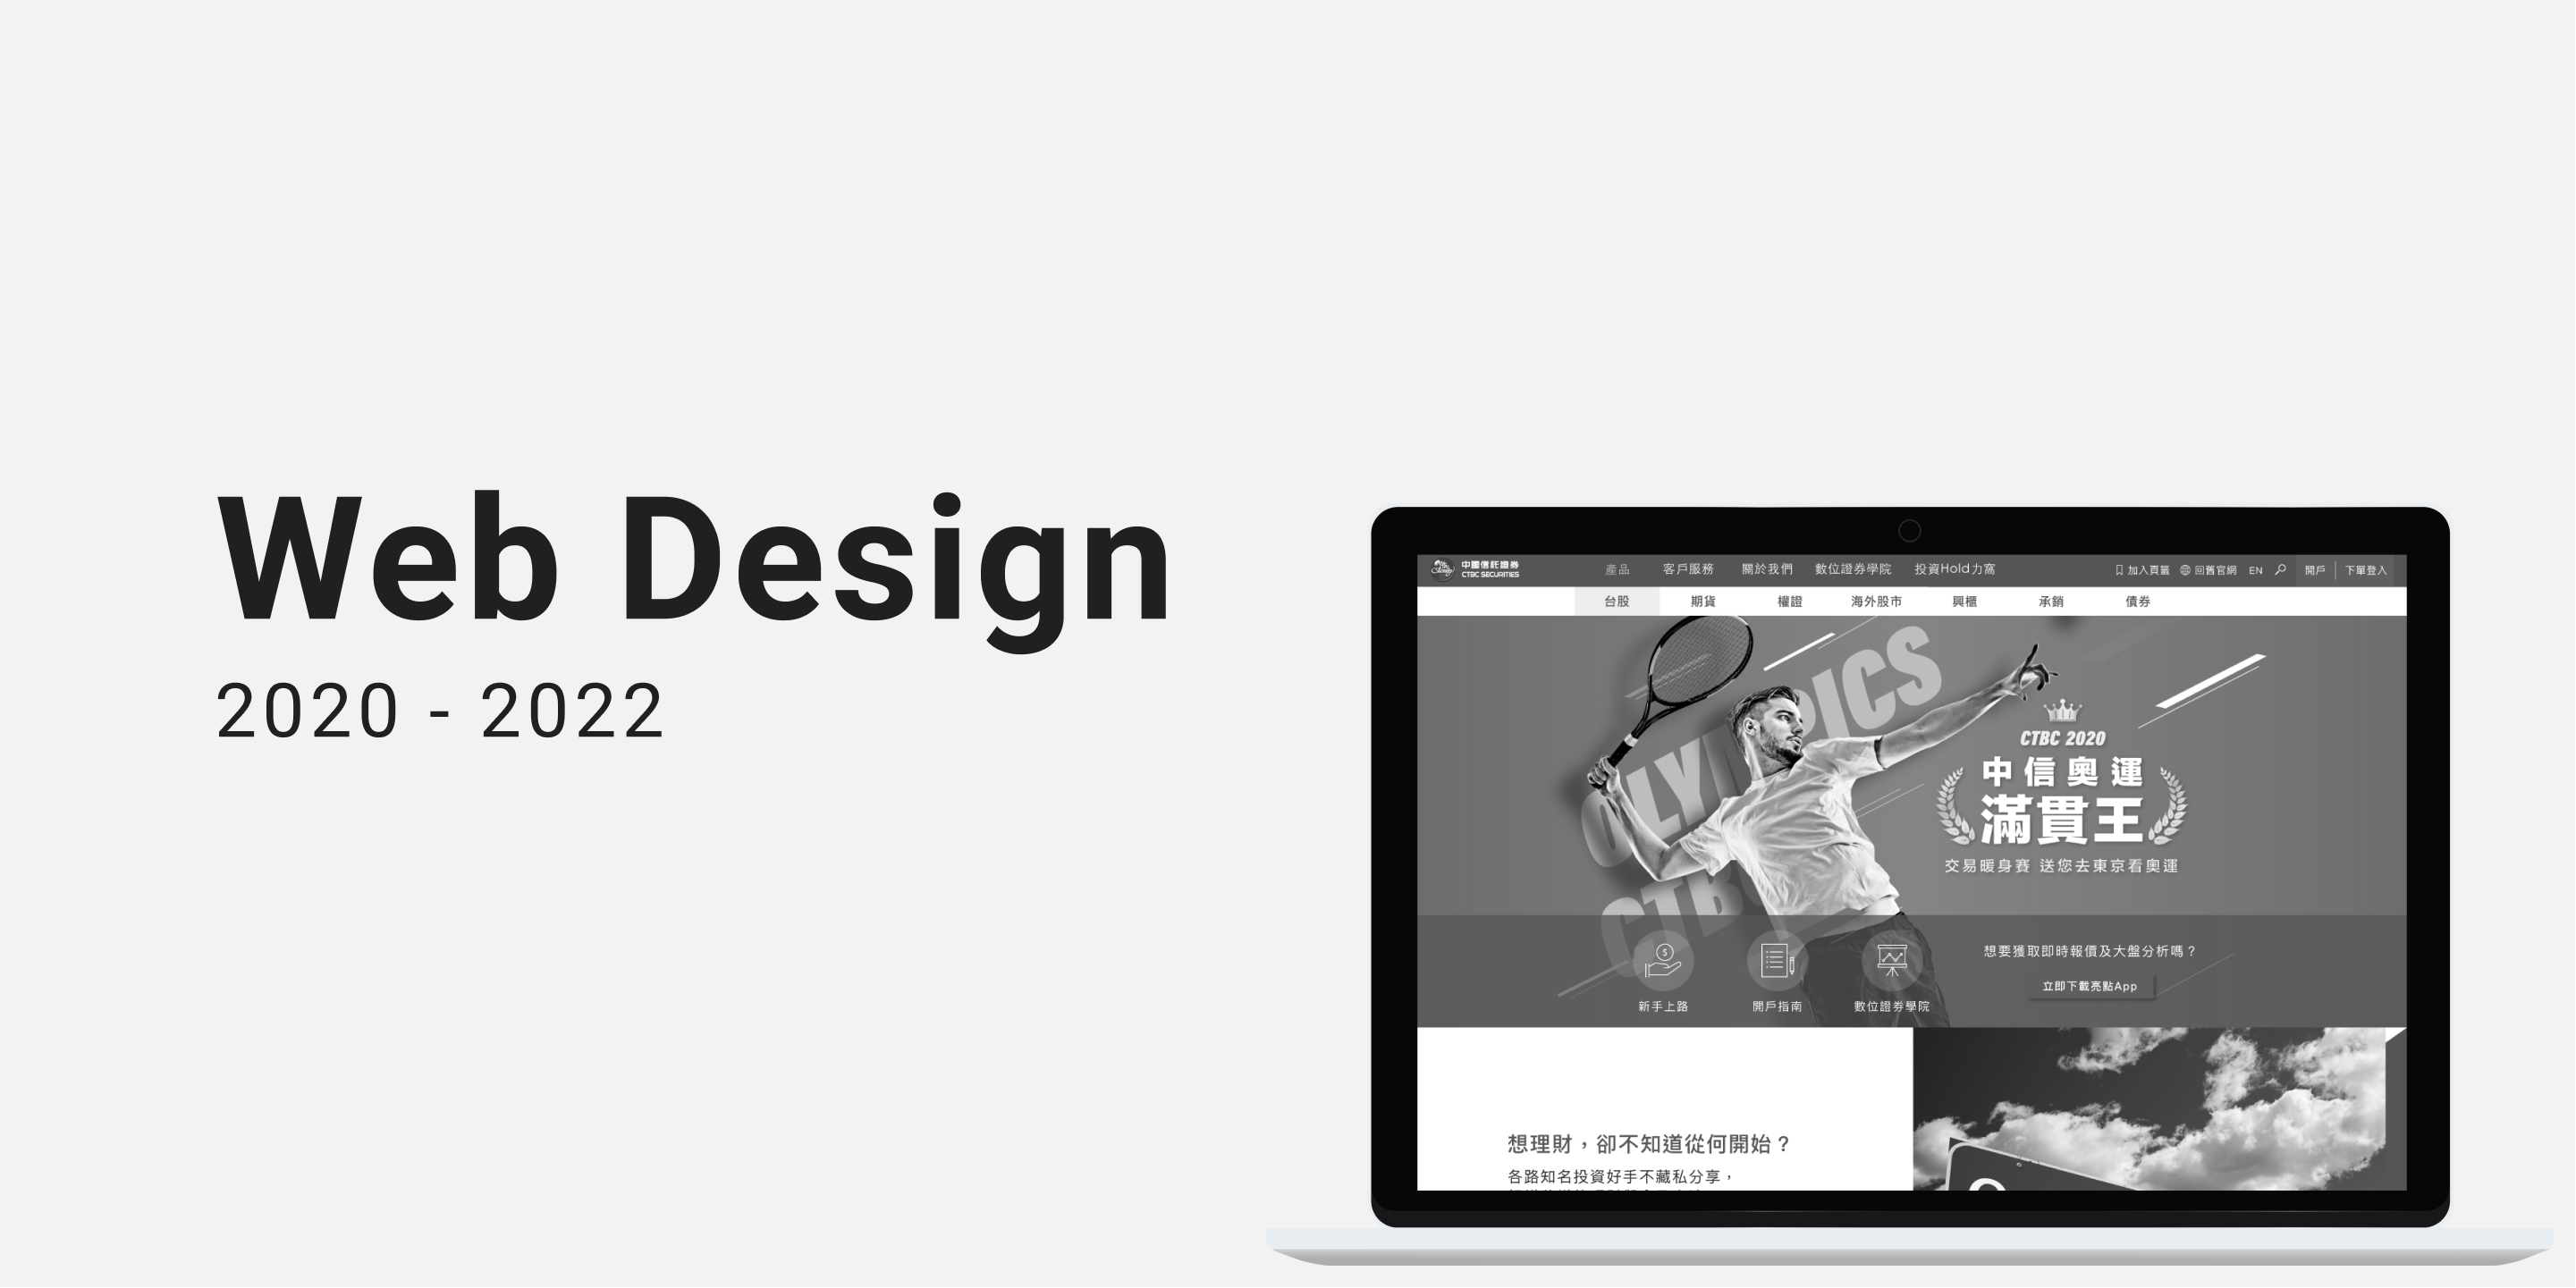 Web Design
2020 - 2022
中國信託證券
CTBC SECURITIES
產品 客戶服務 關於我們 數位證券學院 投資Hold力窩 加入頁籤 回舊官網 EN 開戶 下單登入
台股 期貨 權證 海外股市 興櫃 承銷 債券
OLYMPICS
CTBC
CTBC 2020
中信奧運
滿貫王
交易暖身賽 送您去東京看奧運
想要獲取即時報價及大盤分析嗎？
立即下載亮點App
新手上路 開戶指南 數位證券學院
想理財，卻不知道從何開始？
各路知名投資好手不藏私分享，